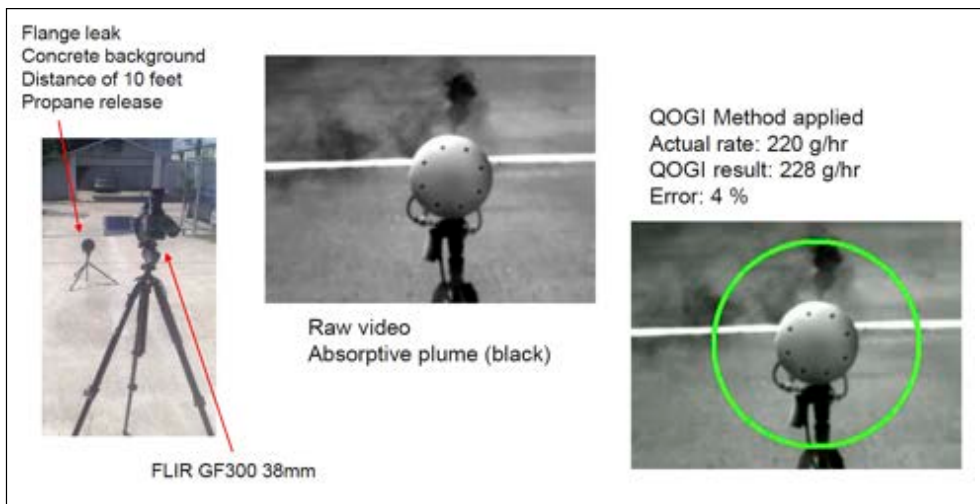 Flange leak
Concrete background
Distance of 10 feet
Propane release
FLIR GF300 38mm
Raw video
Absorptive plume (black)
QOGI Method applied
Actual rate: 220 g/hr
QOGI result: 228 g/hr
Error: 4 %